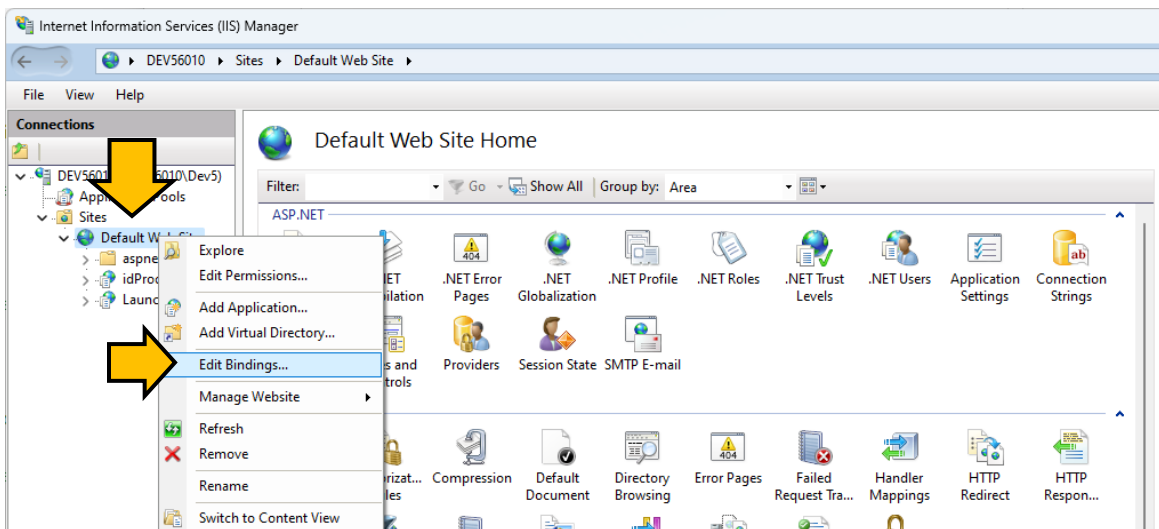 Internet Information Services (IIS) Manager
DEV56010 Sites Default Web Site
File View Help
Connections
Default Web Site Home
Filter: Go Show All Group by: Area
Sites
ASP.NET
Explore
Edit Permissions...
Add Application...
Add Virtual Directory...
Edit Bindings...
Manage Website
Refresh
Remove
Rename
Switch to Content View
.NET Error Pages
.NET Globalization
.NET Profile
.NET Roles
.NET Trust Levels
.NET Users
Application Settings
Connection Strings
Providers
Session State
SMTP E-mail
Compression
Default Document
Directory Browsing
Error Pages
Failed Request Tra...
Handler Mappings
HTTP Redirect
HTTP Respon...